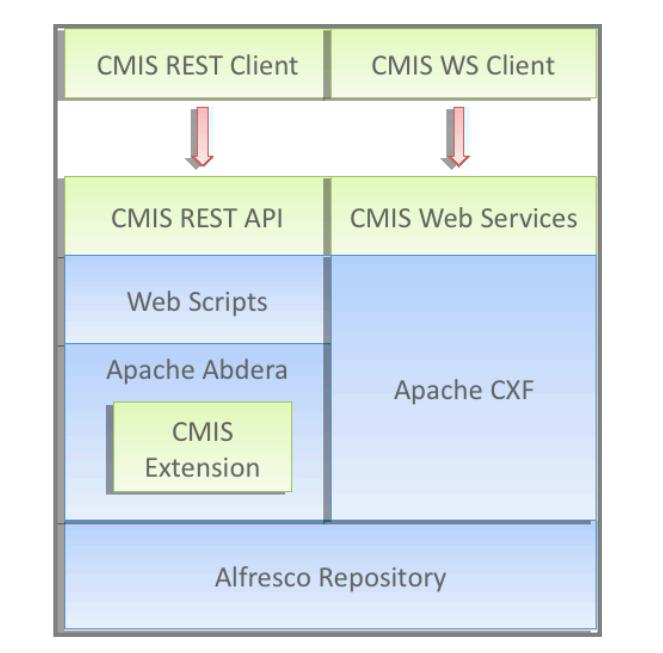 CMIS REST Client
CMIS WS Client
CMIS REST API
CMIS Web Services
Web Scripts
Apache Abdera
Apache CXF
CMIS
Extension
Alfresco Repository